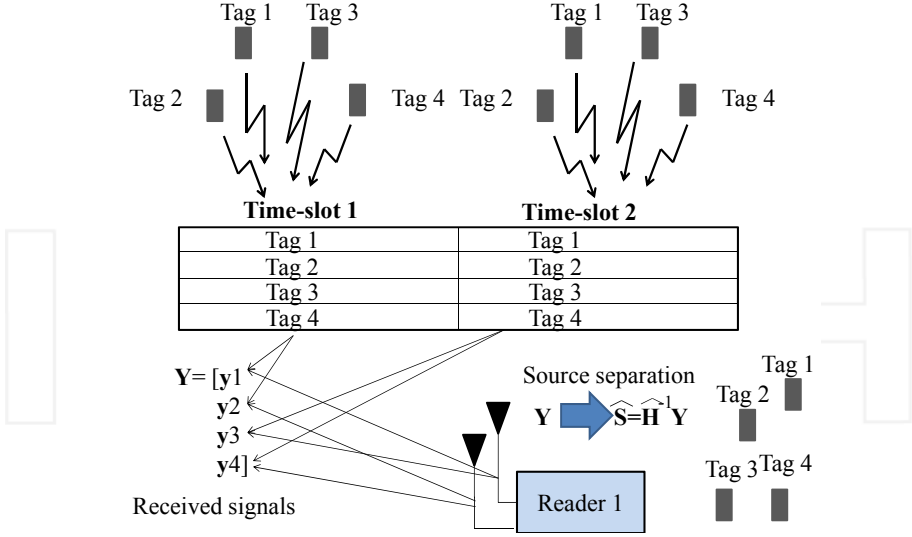 Tag 1 Tag 3 Tag 1 Tag 3
Tag 2 Tag 4 Tag 2 Tag 4
Time-slot 1 Time-slot 2
Tag 1 Tag 1
Tag 2 Tag 2
Tag 3 Tag 3
Tag 4 Tag 4
Y= [y1
y2
y3
y4]
Received signals
Source separation
Y Ŝ=Ĥ⁻¹Y
Reader 1
Tag 1
Tag 2
Tag 3 Tag 4